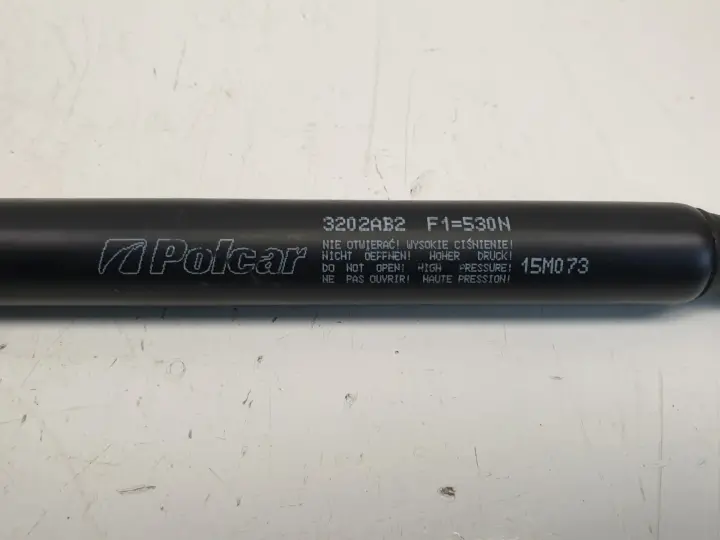 Polcar
3202AB2 F1=530N
NIE OTWIERAĆ! WYSOKIE CIŚNIENIE!
NICHT OEFFNEN! HOHER DRUCK!
DO NOT OPEN! HIGH PRESSURE!
NE PAS OUVRIR! HAUTE PRESSION!
15M073